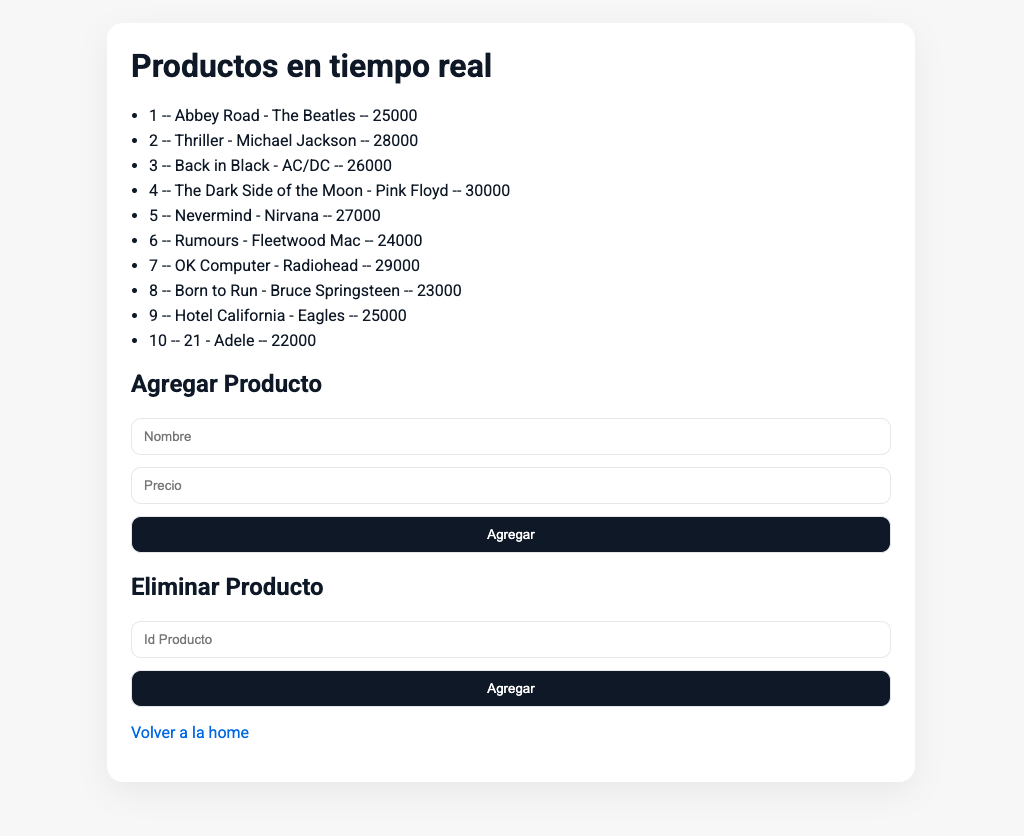 Productos en tiempo real
• 1 -- Abbey Road - The Beatles -- 25000
• 2 -- Thriller - Michael Jackson -- 28000
• 3 -- Back in Black - AC/DC -- 26000
• 4 -- The Dark Side of the Moon - Pink Floyd -- 30000
• 5 -- Nevermind - Nirvana -- 27000
• 6 -- Rumours - Fleetwood Mac -- 24000
• 7 -- OK Computer - Radiohead -- 29000
• 8 -- Born to Run - Bruce Springsteen -- 23000
• 9 -- Hotel California - Eagles -- 25000
• 10 -- 21 - Adele -- 22000
Agregar Producto
Nombre
Precio
Agregar
Eliminar Producto
Id Producto
Agregar
Volver a la home